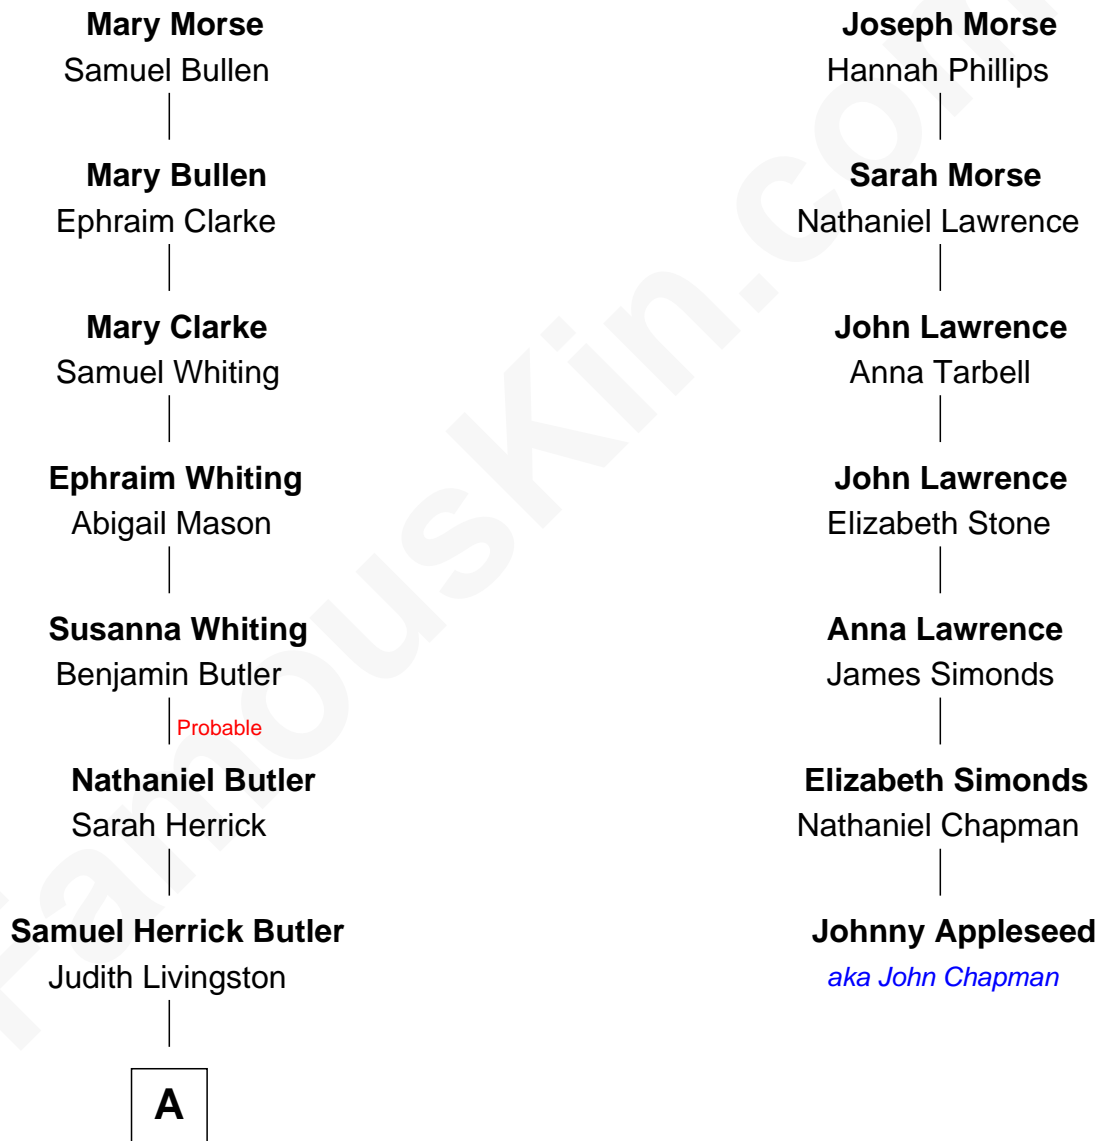 Mary Morse
Samuel Bullen
Mary Bullen
Ephraim Clarke
Mary Clarke
Samuel Whiting
Ephraim Whiting
Abigail Mason
Susanna Whiting
Benjamin Butler
Probable
Nathaniel Butler
Sarah Herrick
Samuel Herrick Butler
Judith Livingston
A
Joseph Morse
Hannah Phillips
Sarah Morse
Nathaniel Lawrence
John Lawrence
Anna Tarbell
John Lawrence
Elizabeth Stone
Anna Lawrence
James Simonds
Elizabeth Simonds
Nathaniel Chapman
Johnny Appleseed
aka John Chapman
FamousKin.com